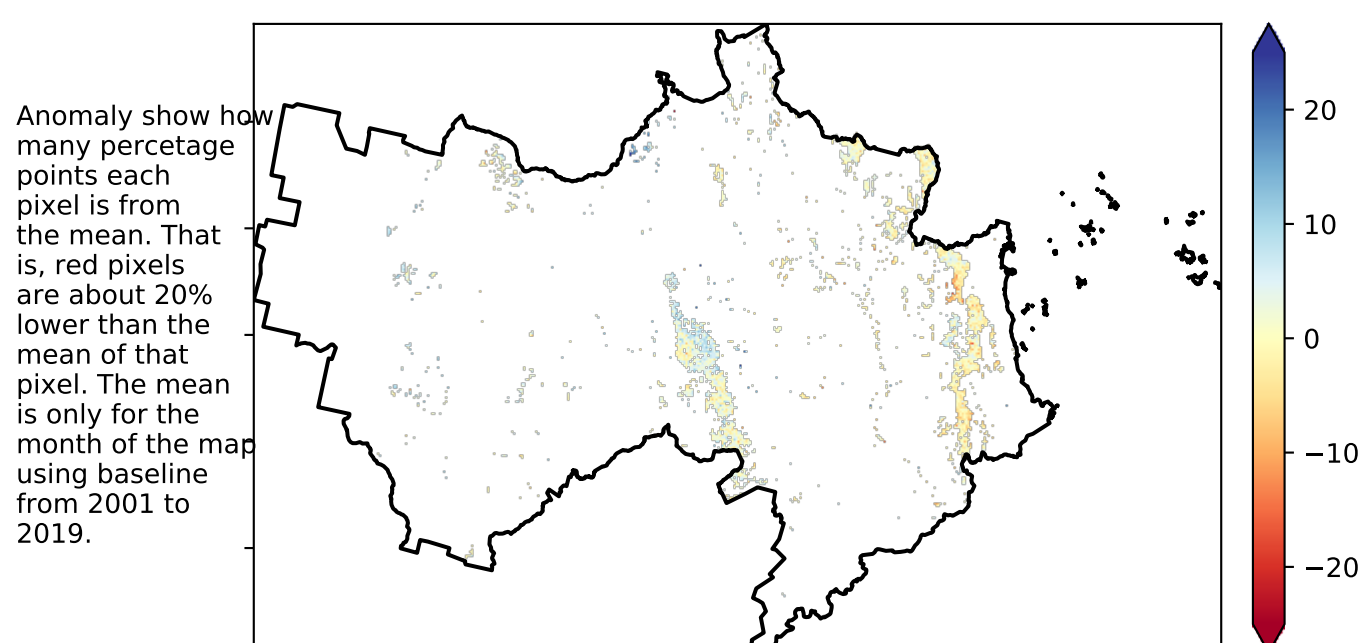 Anomaly show how
many percetage
points each
pixel is from
the mean. That
is, red pixels
are about 20%
lower than the
mean of that
pixel. The mean
is only for the
month of the map
using baseline
from 2001 to
2019.
20
10
0
−10
−20